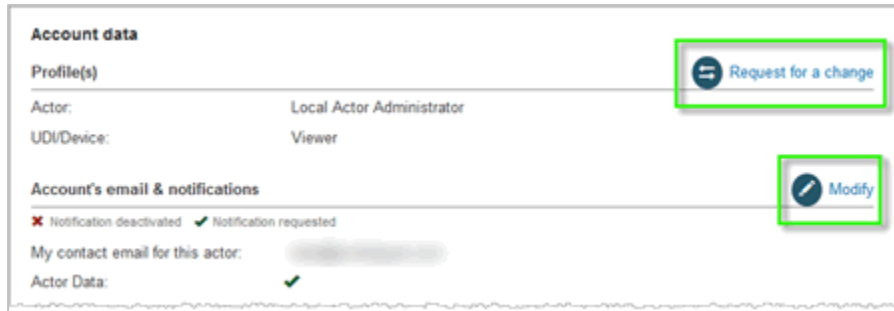 Account data
Profile(s)
Request for a change
Actor: Local Actor Administrator
UDI/Device: Viewer
Account's email & notifications
Modify
Notification deactivated Notification requested
My contact email for this actor:
Actor Data: